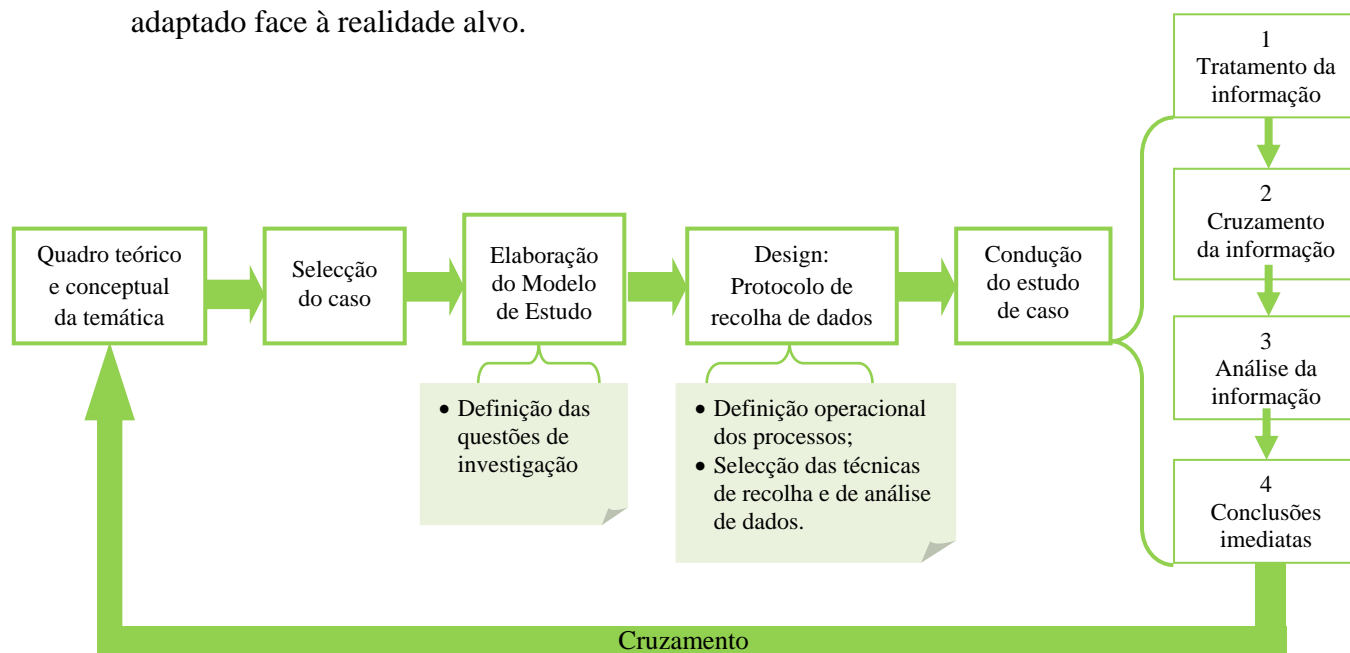 adaptado face à realidade alvo.
Quadro teórico
e conceptual
da temática
Selecção
do caso
Elaboração
do Modelo
de Estudo
• Definição das
questões de
investigação
Design:
Protocolo de
recolha de dados
• Definição operacional
dos processos;
• Selecção das técnicas
de recolha e de análise
de dados.
Condução
do estudo
de caso
1
Tratamento da
informação
2
Cruzamento
da informação
3
Análise da
informação
4
Conclusões
imediatas
Cruzamento